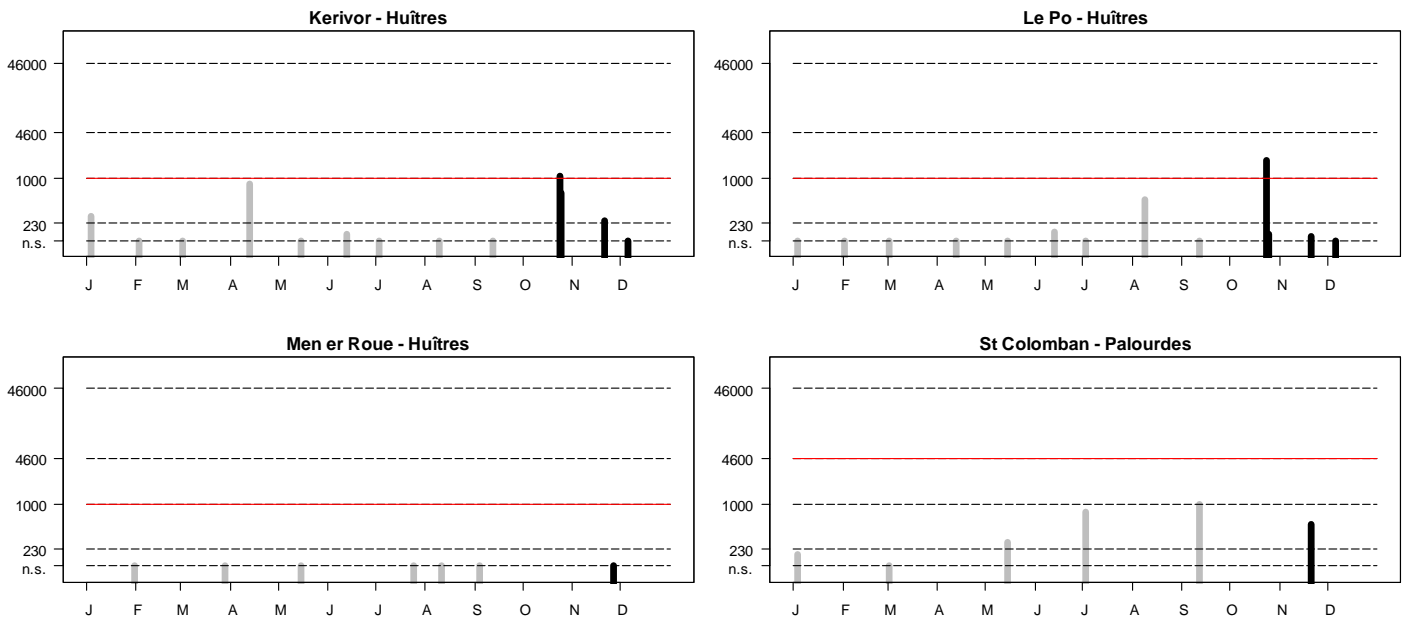 Kerivor - Huîtres
46000
4600
1000
230
n.s.
J F M A M J J A S O N D
Le Po - Huîtres
46000
4600
1000
230
n.s.
J F M A M J J A S O N D
Men er Roue - Huîtres
46000
4600
1000
230
n.s.
J F M A M J J A S O N D
St Colomban - Palourdes
46000
4600
1000
230
n.s.
J F M A M J J A S O N D